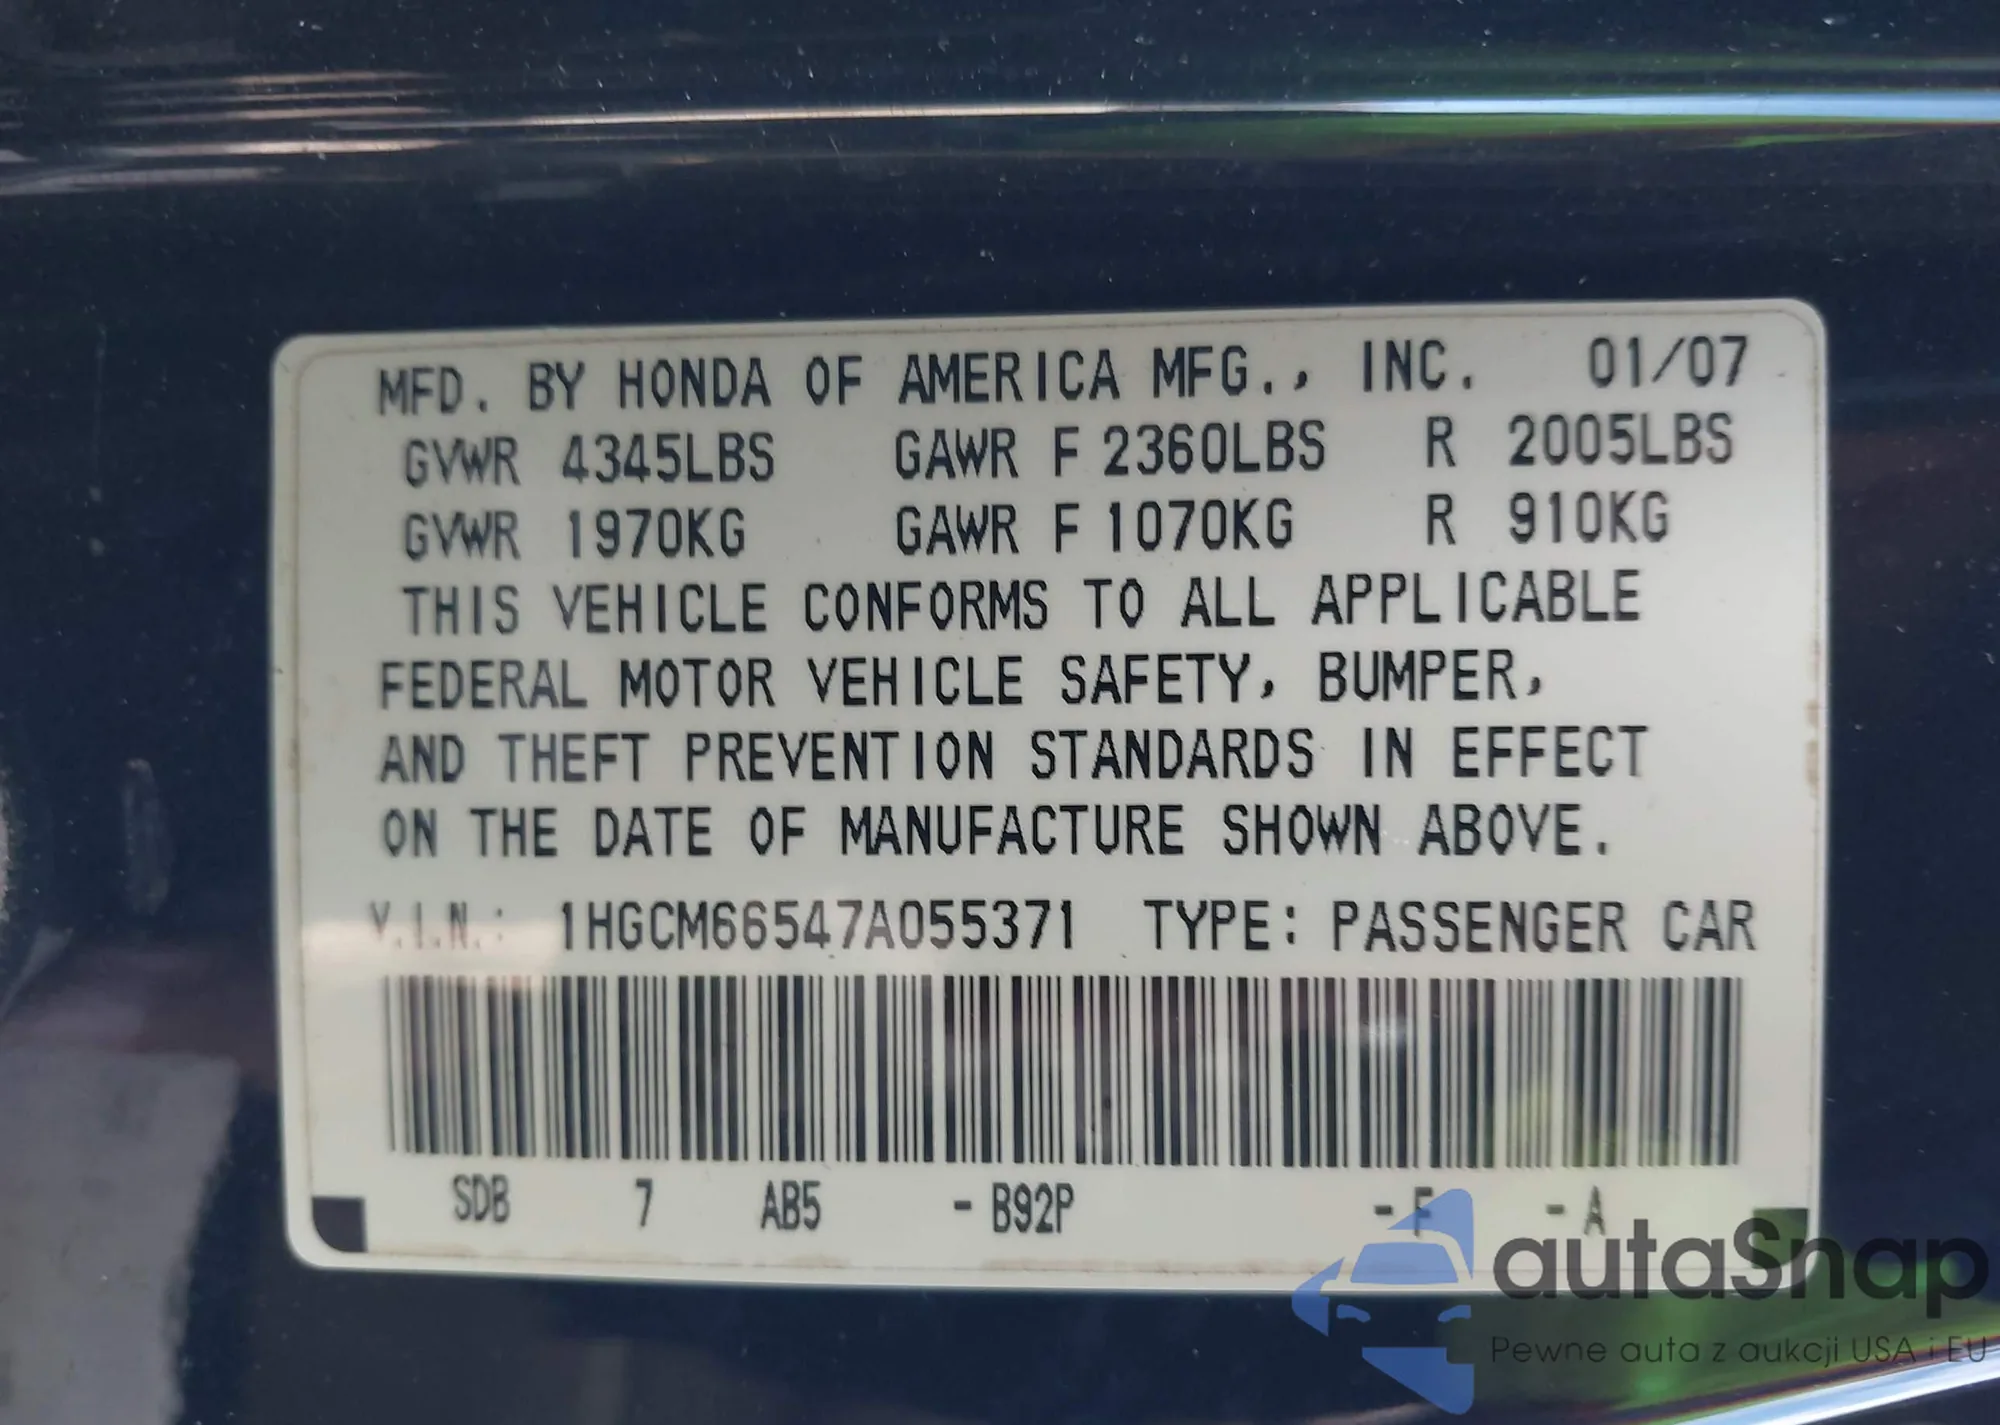 MFD. BY HONDA OF AMERICA MFG., INC. 01/07
GVWR 4345LBS GAWR F 2360LBS R 2005LBS
GVWR 1970KG GAWR F 1070KG R 910KG
THIS VEHICLE CONFORMS TO ALL APPLICABLE
FEDERAL MOTOR VEHICLE SAFETY, BUMPER,
AND THEFT PREVENTION STANDARDS IN EFFECT
ON THE DATE OF MANUFACTURE SHOWN ABOVE.
V.I.N.: 1HGCM66547A055371 TYPE: PASSENGER CAR
SDB 7 AB5 - B92P - F - A
autaSnap
Pewne auta z aukcji USA i EU